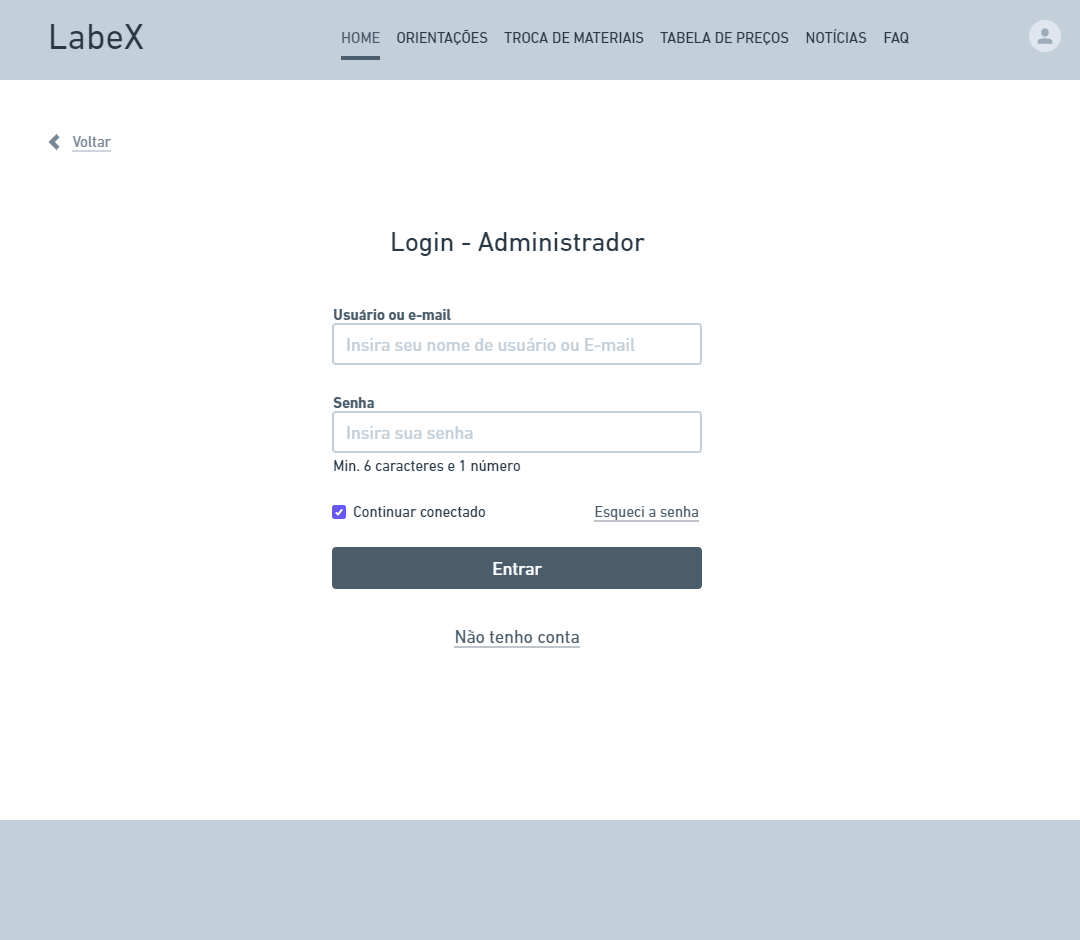 LabeX
HOME ORIENTAÇÕES TROCA DE MATERIAIS TABELA DE PREÇOS NOTÍCIAS FAQ
Voltar
Login - Administrador
Usuário ou e-mail
Insira seu nome de usuário ou E-mail
Senha
Insira sua senha
Min. 6 caracteres e 1 número
Continuar conectado Esqueci a senha
Entrar
Não tenho conta